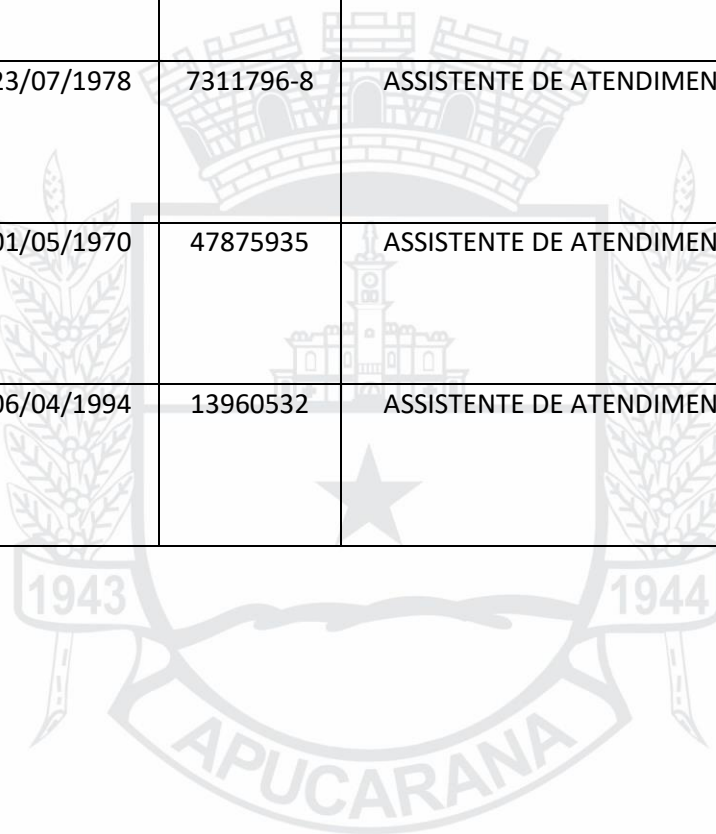 23/07/1978 7311796-8 ASSISTENTE DE ATENDIMEN
01/05/1970 47875935 ASSISTENTE DE ATENDIMEN
06/04/1994 13960532 ASSISTENTE DE ATENDIMEN
1943 1944
APUCARANA